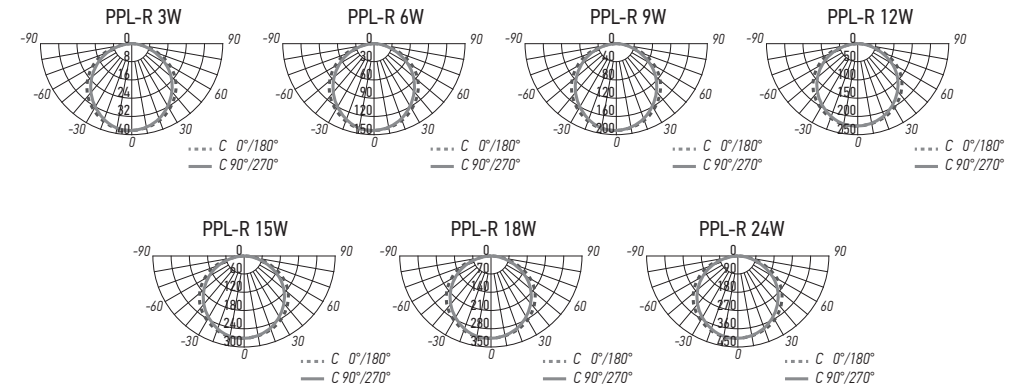 PPL-R 3W
-90 0 90
8
16
24
32
40
-60 60
-30 0 30
C 0°/180°
C 90°/270°
PPL-R 6W
-90 0 90
30
60
90
120
150
-60 60
-30 0 30
C 0°/180°
C 90°/270°
PPL-R 9W
-90 0 90
40
80
120
160
200
-60 60
-30 0 30
C 0°/180°
C 90°/270°
PPL-R 12W
-90 0 90
50
100
150
200
250
-60 60
-30 0 30
C 0°/180°
C 90°/270°
PPL-R 15W
-90 0 90
60
120
180
240
300
-60 60
-30 0 30
C 0°/180°
C 90°/270°
PPL-R 18W
-90 0 90
70
140
210
280
350
-60 60
-30 0 30
C 0°/180°
C 90°/270°
PPL-R 24W
-90 0 90
90
180
270
360
450
-60 60
-30 0 30
C 0°/180°
C 90°/270°